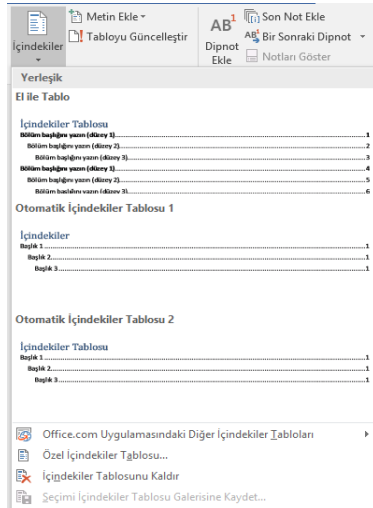 İçindekiler
Metin Ekle
Tabloyu Güncelleştir
AB1
Dipnot
Ekle
Son Not Ekle
AB Bir Sonraki Dipnot
Notları Göster
Yerleşik
El ile Tablo
İçindekiler Tablosu
Bölüm başlığını yazın (düzey 1)....................1
Bölüm başlığını yazın (düzey 2)....................2
Bölüm başlığını yazın (düzey 3)....................3
Bölüm başlığını yazın (düzey 1)....................4
Bölüm başlığını yazın (düzey 2)....................5
Bölüm başlığını yazın (düzey 3)....................6
Otomatik İçindekiler Tablosu 1
İçindekiler
Başlık 1....................1
Başlık 2....................1
Başlık 3....................1
Otomatik İçindekiler Tablosu 2
İçindekiler Tablosu
Başlık 1....................1
Başlık 2....................1
Başlık 3....................1
Office.com Uygulamasındaki Diğer İçindekiler Tabloları
Özel İçindekiler Tablosu...
İçindekiler Tablosunu Kaldır
Seçimi İçindekiler Tablosu Galerisine Kaydet...